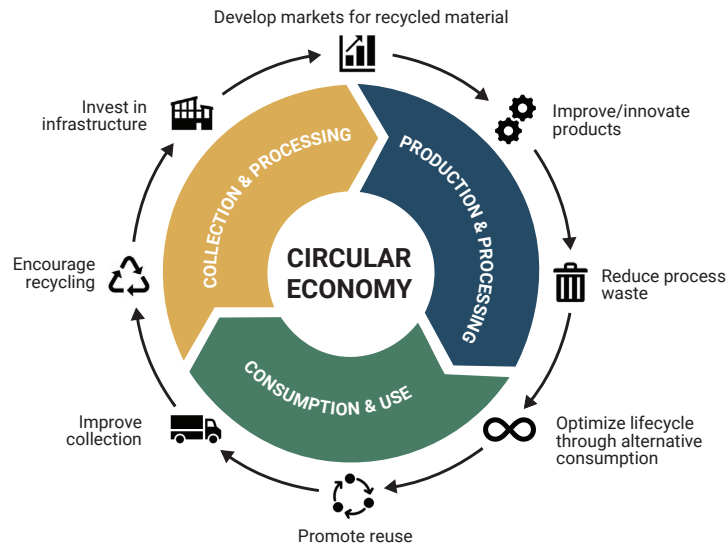 Develop markets for recycled material
Improve/innovate
products
Reduce process
waste
Optimize lifecycle
through alternative
consumption
Promote reuse
Improve
collection
Encourage
recycling
Invest in
infrastructure
COLLECTION & PROCESSING
PRODUCTION & PROCESSING
CONSUMPTION & USE
CIRCULAR
ECONOMY